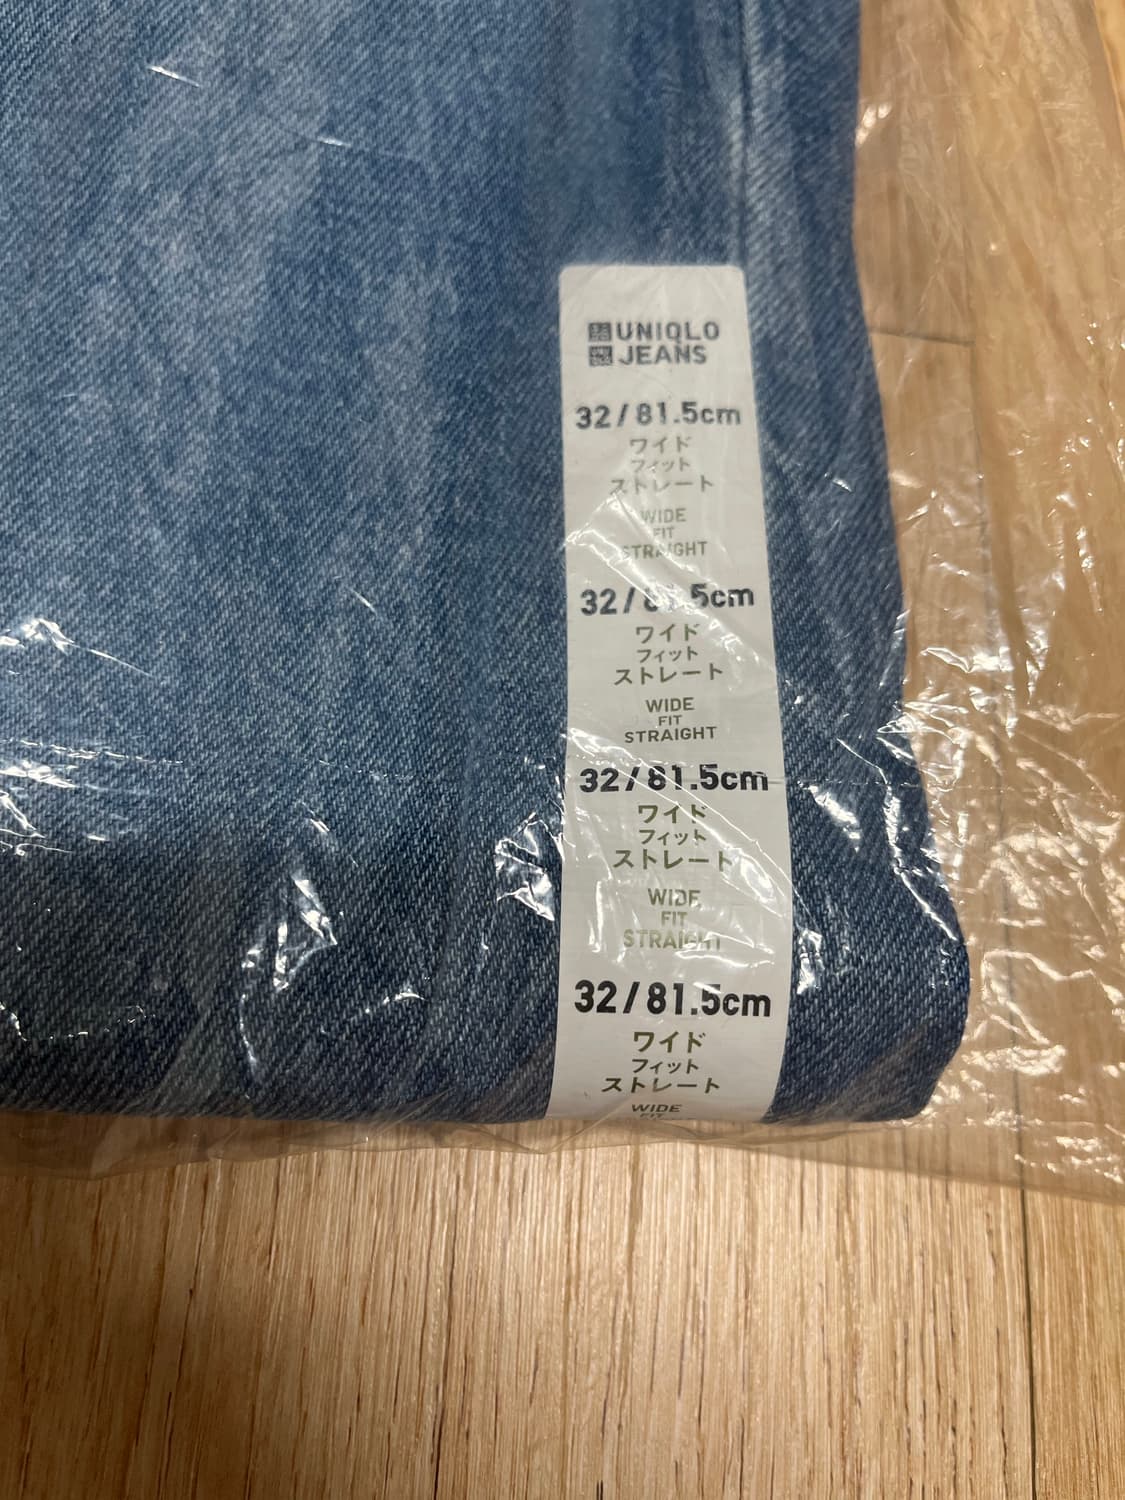 UNIQLO
JEANS
32/81.5cm
ワイド
フィット
ストレート
WIDE
FIT
STRAIGHT
32/81.5cm
ワイド
フィット
ストレート
WIDE
FIT
STRAIGHT
32/81.5cm
ワイド
フィット
ストレート
WIDE
FIT
STRAIGHT
32/81.5cm
ワイド
フィット
ストレート
WIDE